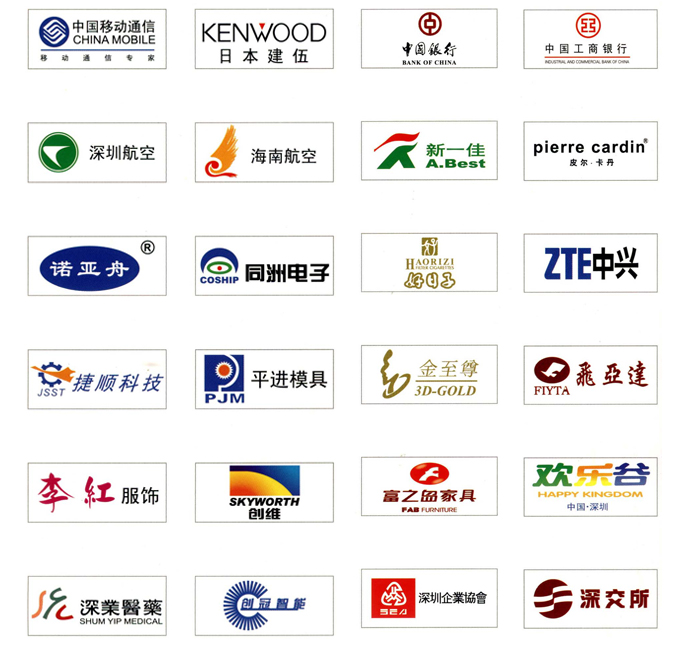 中国移动通信
CHINA MOBILE
移动通信专家
KENWOOD
日本建伍
中国银行
BANK OF CHINA
中国工商银行
INDUSTRIAL AND COMMERCIAL BANK OF CHINA
深圳航空
海南航空
新一佳
A.Best
pierre cardin®
皮尔·卡丹
诺亚舟®
COSHIP
同洲电子
HAORIZI
FILTER CIGARETTES
好日子
ZTE中兴
JSST
捷顺科技
PJM
平进模具
金至尊
3D-GOLD
FIYTA
飛亞達
李紅服饰
SKYWORTH
创维
富之岛家具
FAB FURNITURE
欢乐谷
HAPPY KINGDOM
中国·深圳
深業醫藥
SHUM YIP MEDICAL
创冠智能
SEA
深圳企業協會
深交所